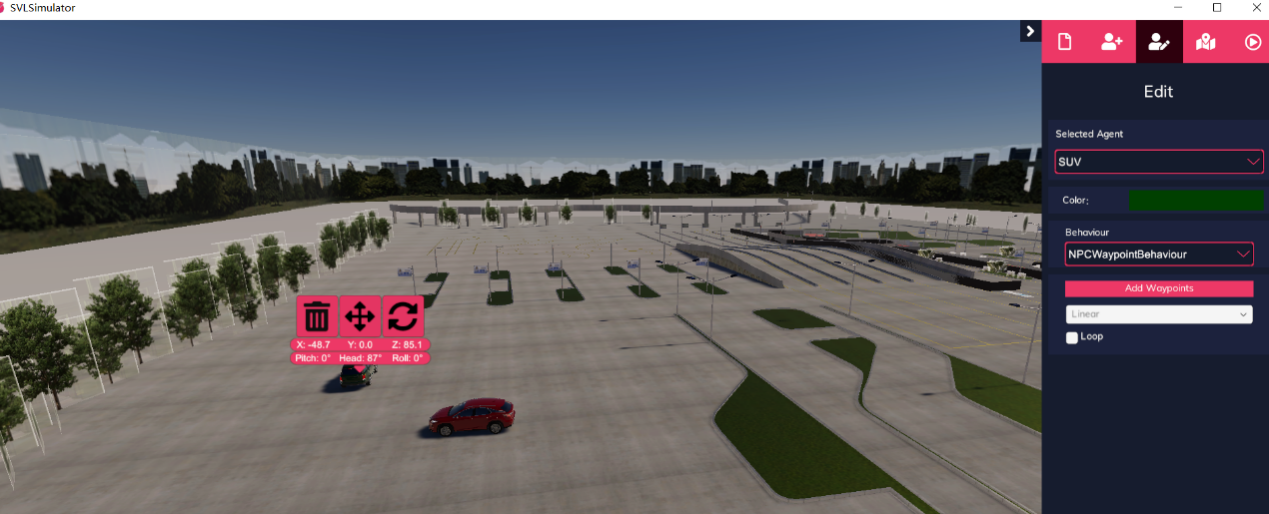 SVLSimulator
Edit
Selected Agent
SUV
Color:
Behaviour
NPCWaypointBehaviour
Add Waypoints
Linear
Loop
X: -48.7 Y: 0.0 Z: 85.1
Pitch: 0° Head: 87° Roll: 0°